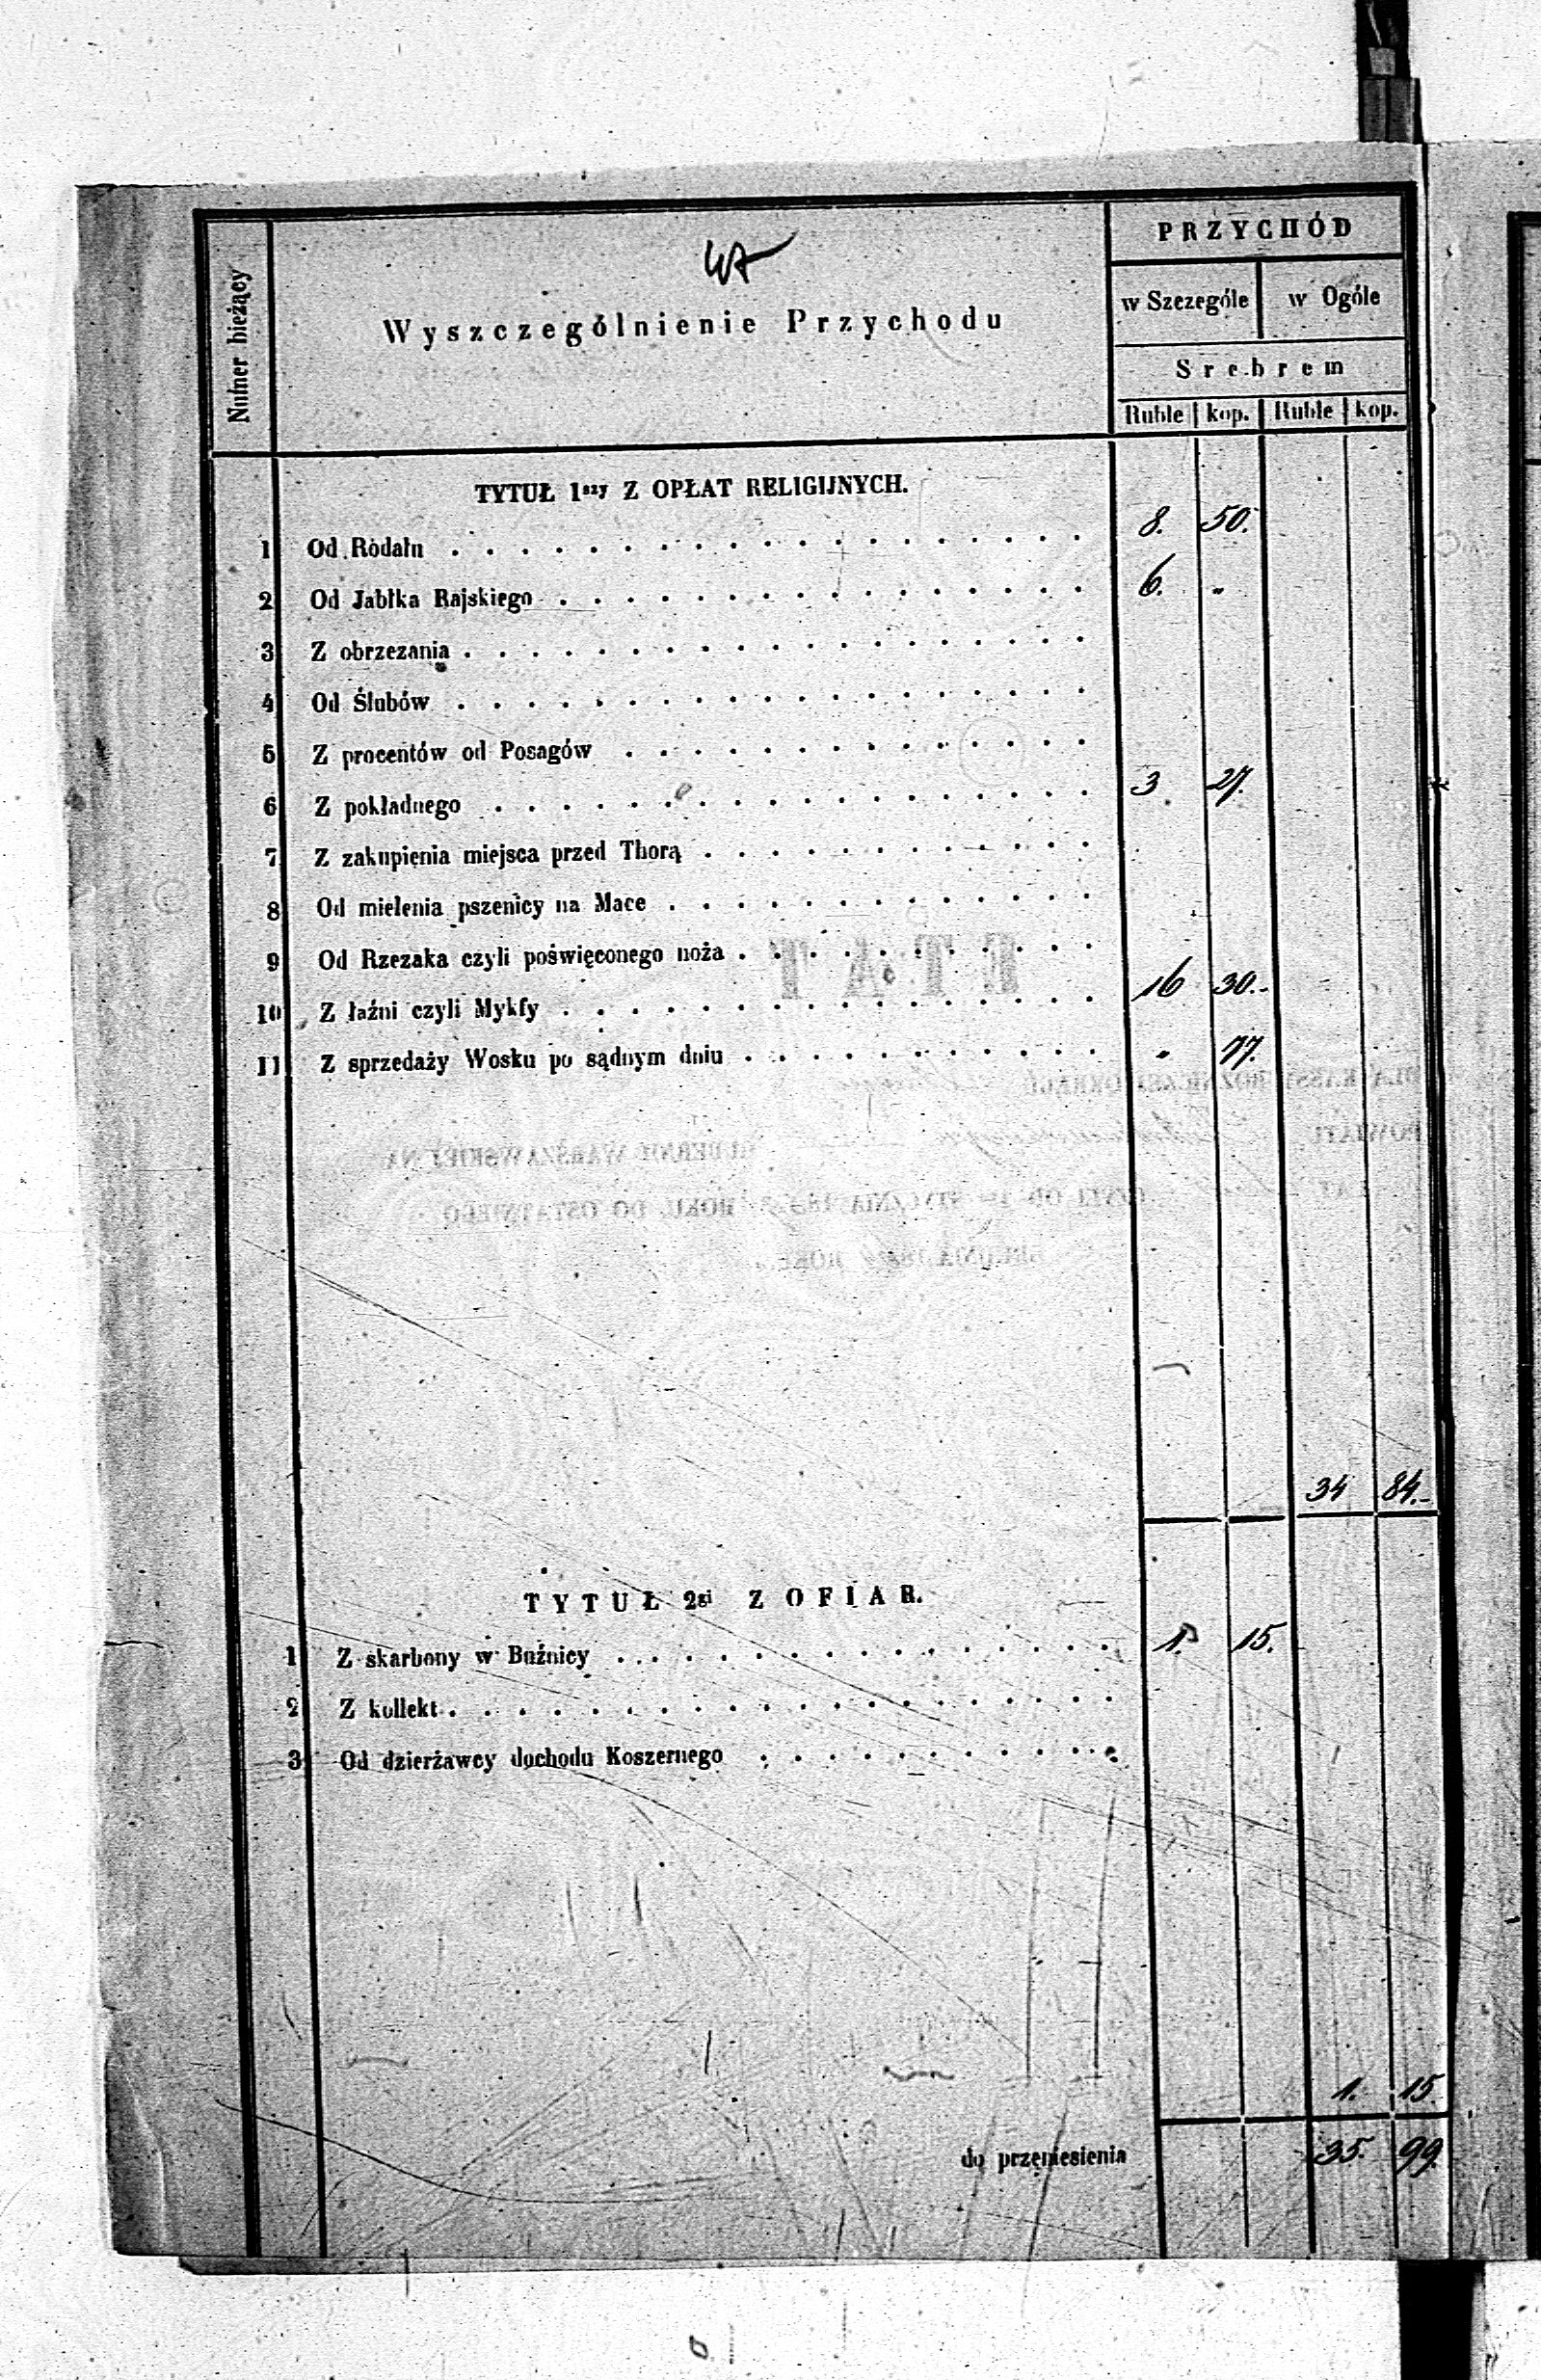 PRZYCHÓD
Numer bieżący
Wyszczególnienie Przychodu
w Szczególe w Ogóle
Srebrem
Ruble kop. Ruble kop.
TYTUŁ 1szy Z OPŁAT RELIGIJNYCH.
1 Od Rodału . . . . . . . . . . 8. 50.
2 Od Jabłka Rajskiego . . . . . . . . . . 6. "
3 Z obrzezania . . . . . . . . . .
4 Od Ślubów . . . . . . . . . .
5 Z procentów od Posagów . . . . . . . . . .
6 Z pokładnego . . . . . . . . . . 3. 27.
7 Z zakupienia miejsca przed Thorą . . . . . . . . . .
8 Od mielenia pszenicy na Mace . . . . . . . . . .
9 Od Rzezaka czyli poświęconego noża . . . . . . . . . .
10 Z łaźni czyli Mykfy . . . . . . . . . . 16 30.-
11 Z sprzedaży Wosku po sądnym dniu . . . . . . . . . . " 77.
34 84.-
TYTUŁ 2gi Z OFIAR.
1 Z skarbony w Bóżnicy . . . . . . . . . . 1. 15.
2 Z kollekt . . . . . . . . . .
3 Od dzierżawcy dochodu Koszernego . . . . . . . . . .
1. 15.
do przeniesienia 35. 99.